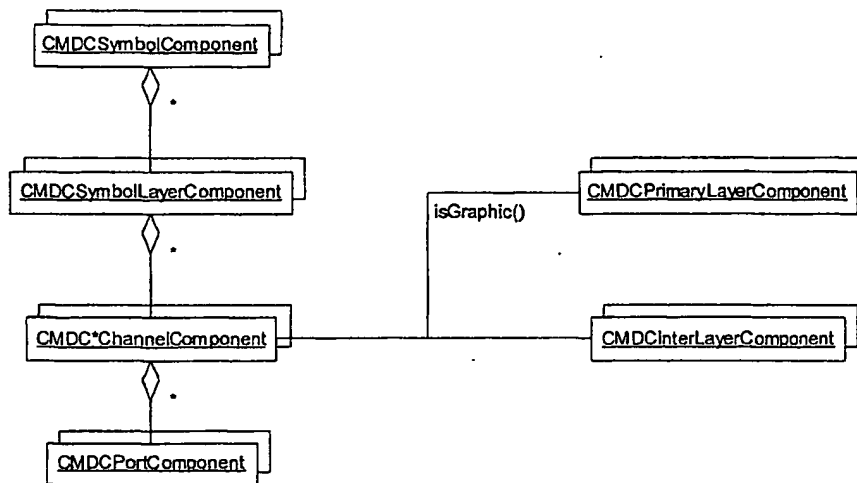 CMDCSymbolComponent
*
CMDCSymbolLayerComponent
CMDCPrimaryLayerComponent
isGraphic()
*
CMDC*ChannelComponent
CMDCInterLayerComponent
*
CMDCPortComponent